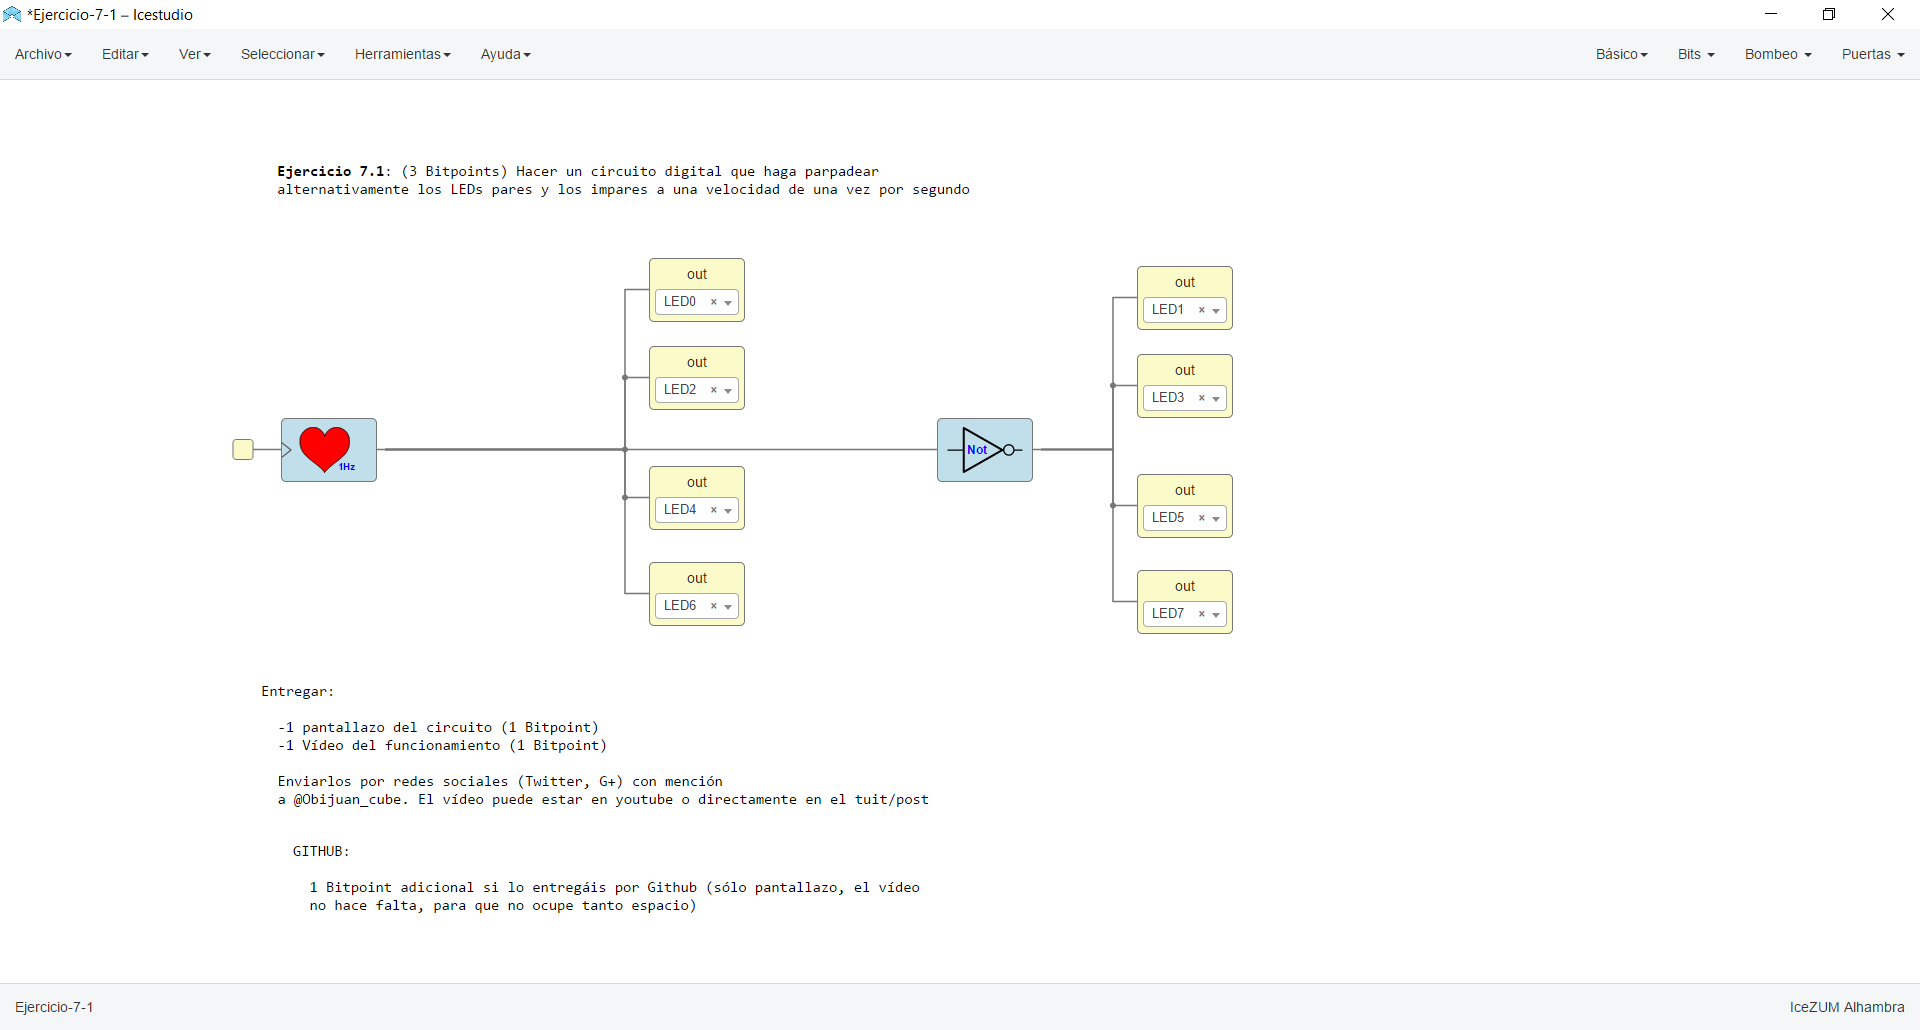 *Ejercicio-7-1 – Icestudio
Archivo Editar Ver Seleccionar Herramientas Ayuda Básico Bits Bombeo Puertas
Ejercicio 7.1: (3 Bitpoints) Hacer un circuito digital que haga parpadear
alternativamente los LEDs pares y los impares a una velocidad de una vez por segundo
out
LED0 ×
out
LED2 ×
1Hz
out
LED4 ×
out
LED6 ×
Not
out
LED1 ×
out
LED3 ×
out
LED5 ×
out
LED7 ×
Entregar:
-1 pantallazo del circuito (1 Bitpoint)
-1 Vídeo del funcionamiento (1 Bitpoint)
Enviarlos por redes sociales (Twitter, G+) con mención
a @Obijuan_cube. El vídeo puede estar en youtube o directamente en el tuit/post
GITHUB:
1 Bitpoint adicional si lo entregáis por Github (sólo pantallazo, el vídeo
no hace falta, para que no ocupe tanto espacio)
Ejercicio-7-1
IceZUM Alhambra